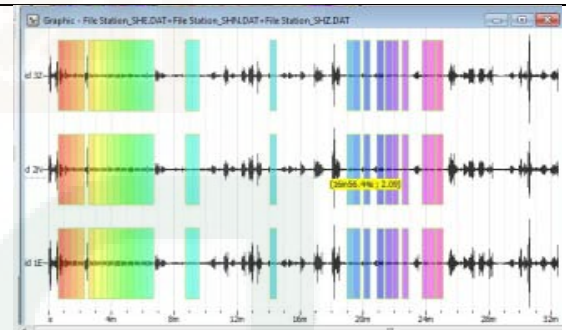 Graphic - File Station_SHE.DAT+File Station_SHN.DAT+File Station_SHZ.DAT
4m
8m
12m
16m
20m
24m
28m
32m